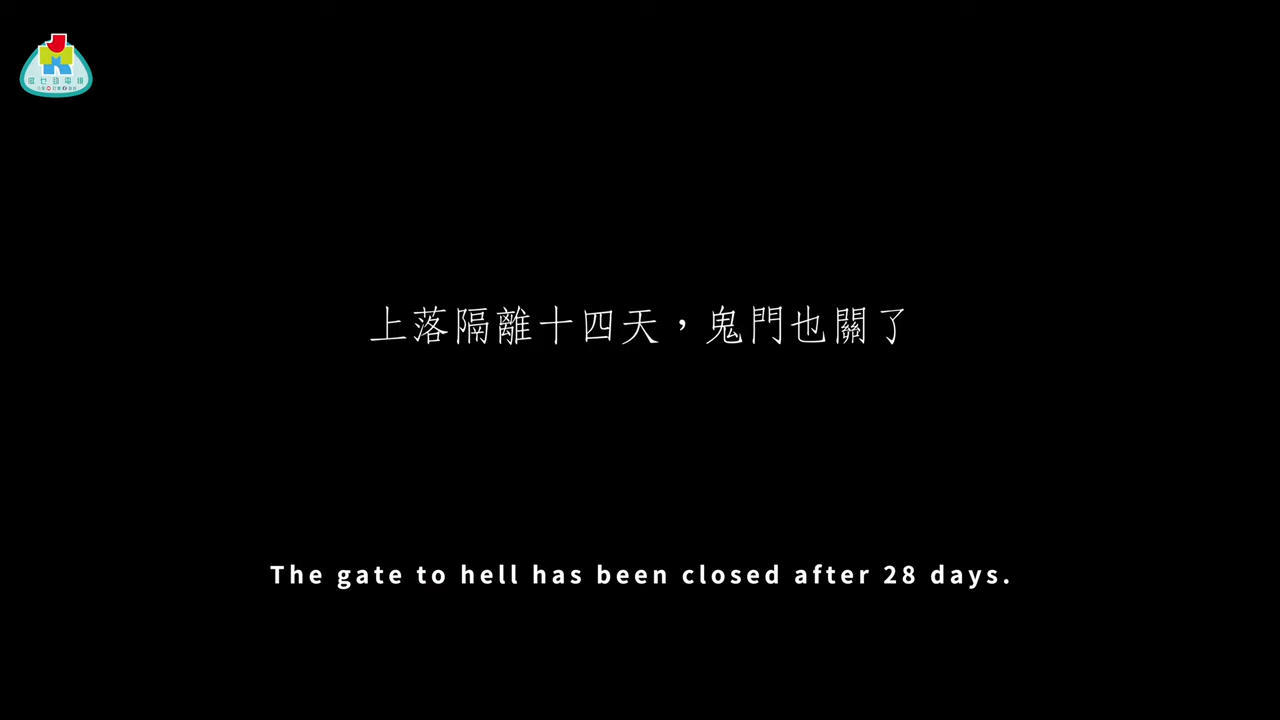 上落隔離十四天，鬼門也關了
The gate to hell has been closed after 28 days.